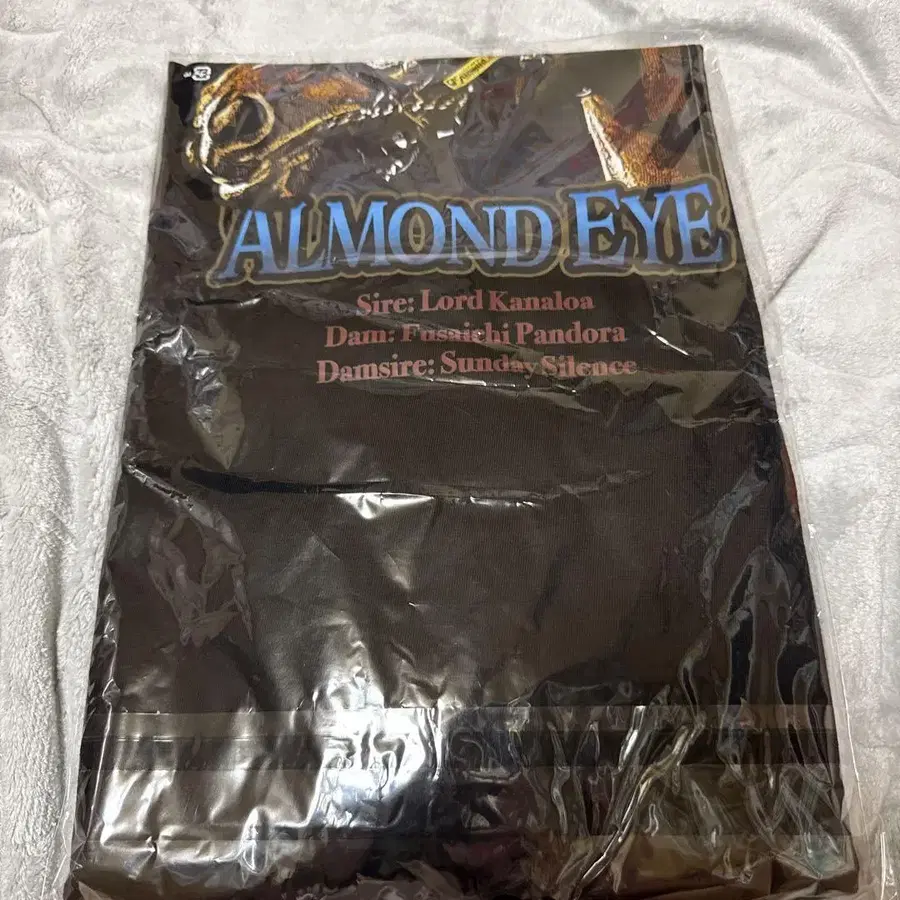 ALMOND EYE
Sire: Lord Kanaloa
Dam: Fusaichi Pandora
Damsire: Sunday Silence